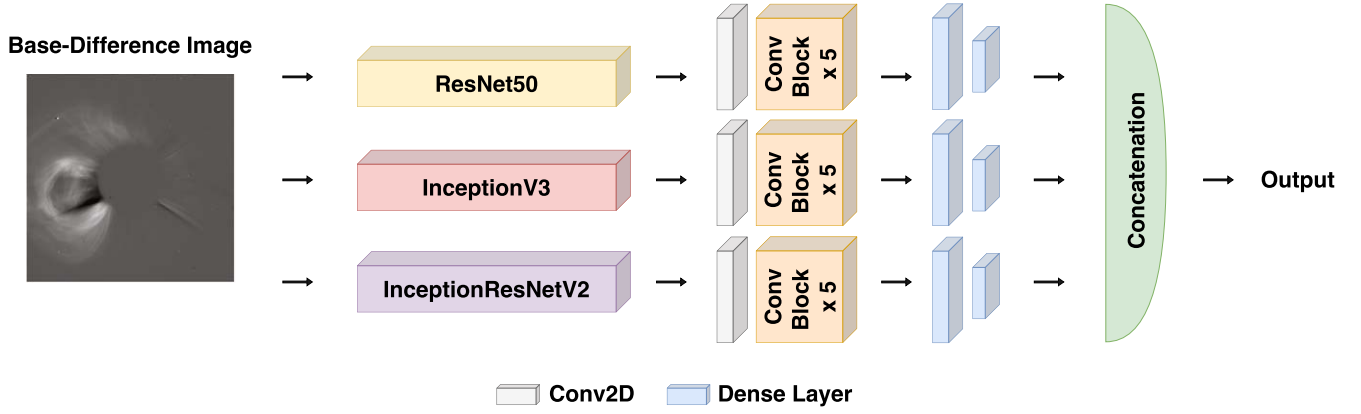 Base-Difference Image
ResNet50
Conv
Block
x 5
InceptionV3
Conv
Block
x 5
InceptionResNetV2
Conv
Block
x 5
Concatenation
Output
Conv2D
Dense Layer